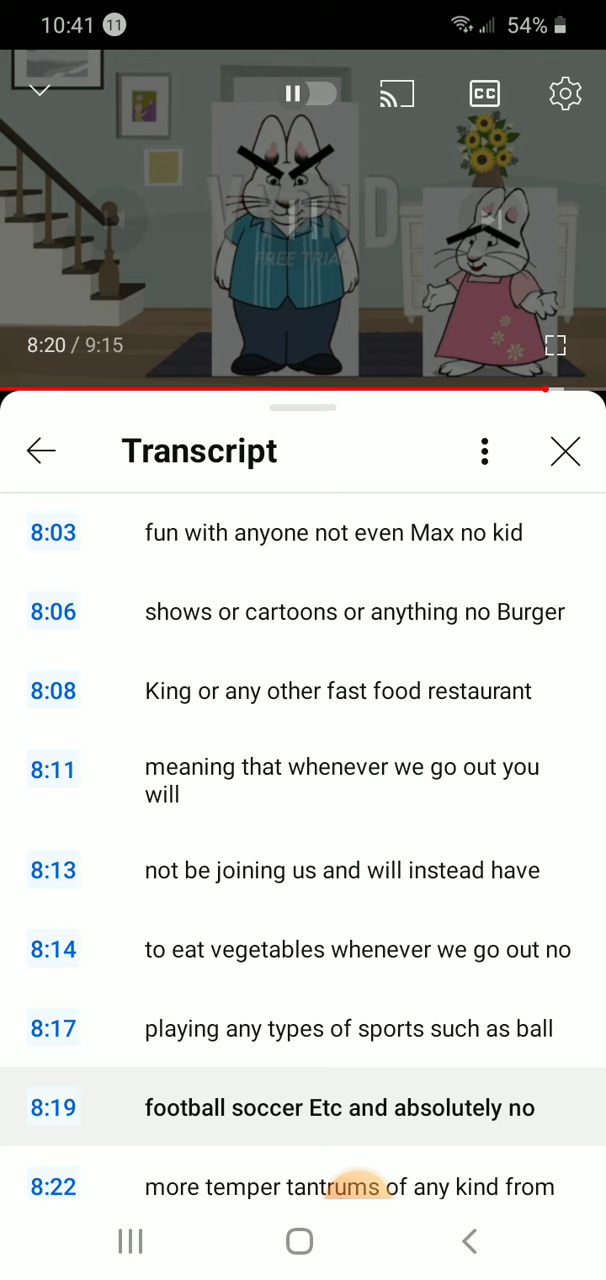 10:41 11 54%
VYOND
FREE TRIAL
8:20 / 9:15
Transcript
8:03 fun with anyone not even Max no kid
8:06 shows or cartoons or anything no Burger
8:08 King or any other fast food restaurant
8:11 meaning that whenever we go out you
will
8:13 not be joining us and will instead have
8:14 to eat vegetables whenever we go out no
8:17 playing any types of sports such as ball
8:19 football soccer Etc and absolutely no
8:22 more temper tantrums of any kind from